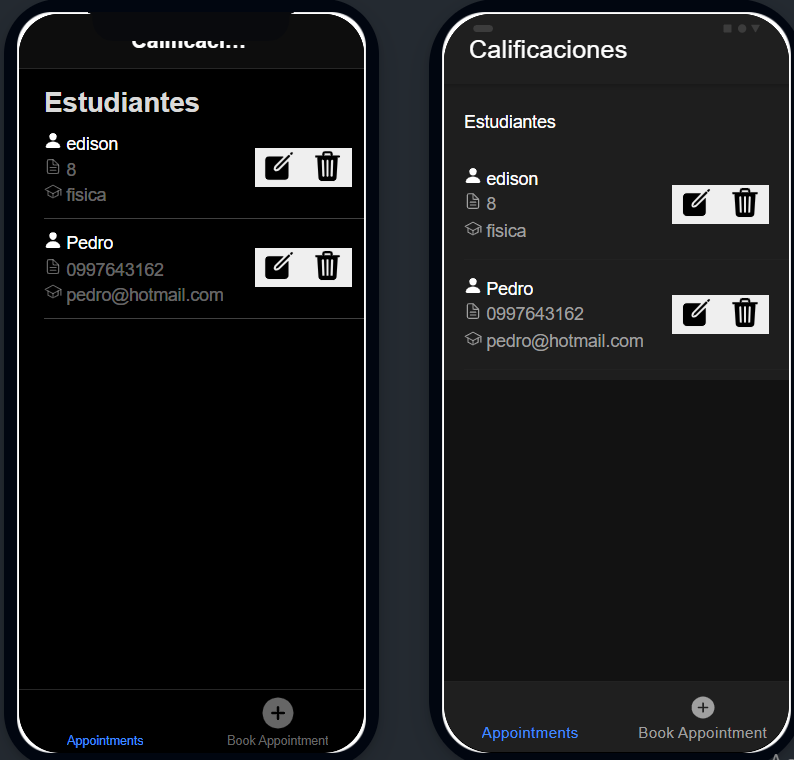 Calificaci...
Estudiantes
edison
8
fisica
Pedro
0997643162
pedro@hotmail.com
Appointments
Book Appointment
Calificaciones
Estudiantes
edison
8
fisica
Pedro
0997643162
pedro@hotmail.com
Appointments
Book Appointment